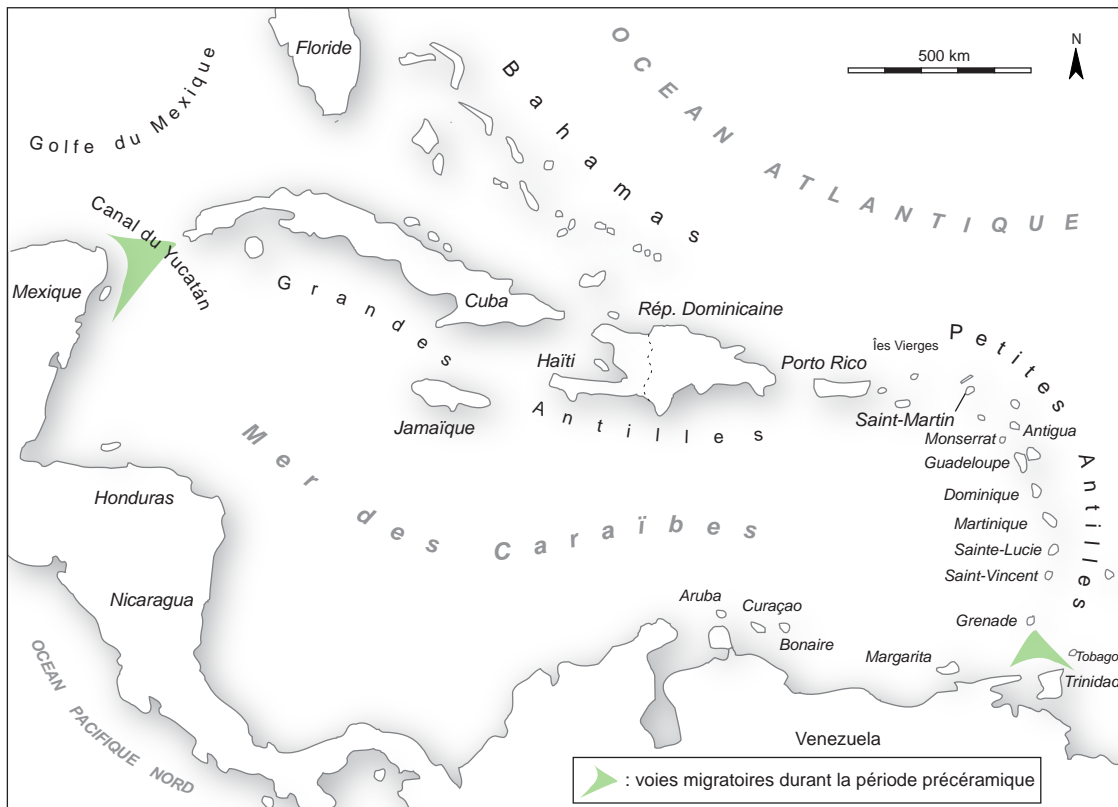 Floride
500 km
N
OCEAN ATLANTIQUE
Bahamas
Golfe du Mexique
Canal du Yucatán
Mexique
Grandes
Cuba
Rép. Dominicaine
Haïti
Porto Rico
Îles Vierges
Petites
Jamaïque
Antilles
Saint-Martin
Monserrat
Antigua
Guadeloupe
Antilles
Mer des Caraïbes
Honduras
Dominique
Martinique
Sainte-Lucie
Saint-Vincent
Nicaragua
Aruba
Curaçao
Bonaire
Grenade
Margarita
Tobago
Trinidad
OCEAN PACIFIQUE NORD
Venezuela
: voies migratoires durant la période précéramique